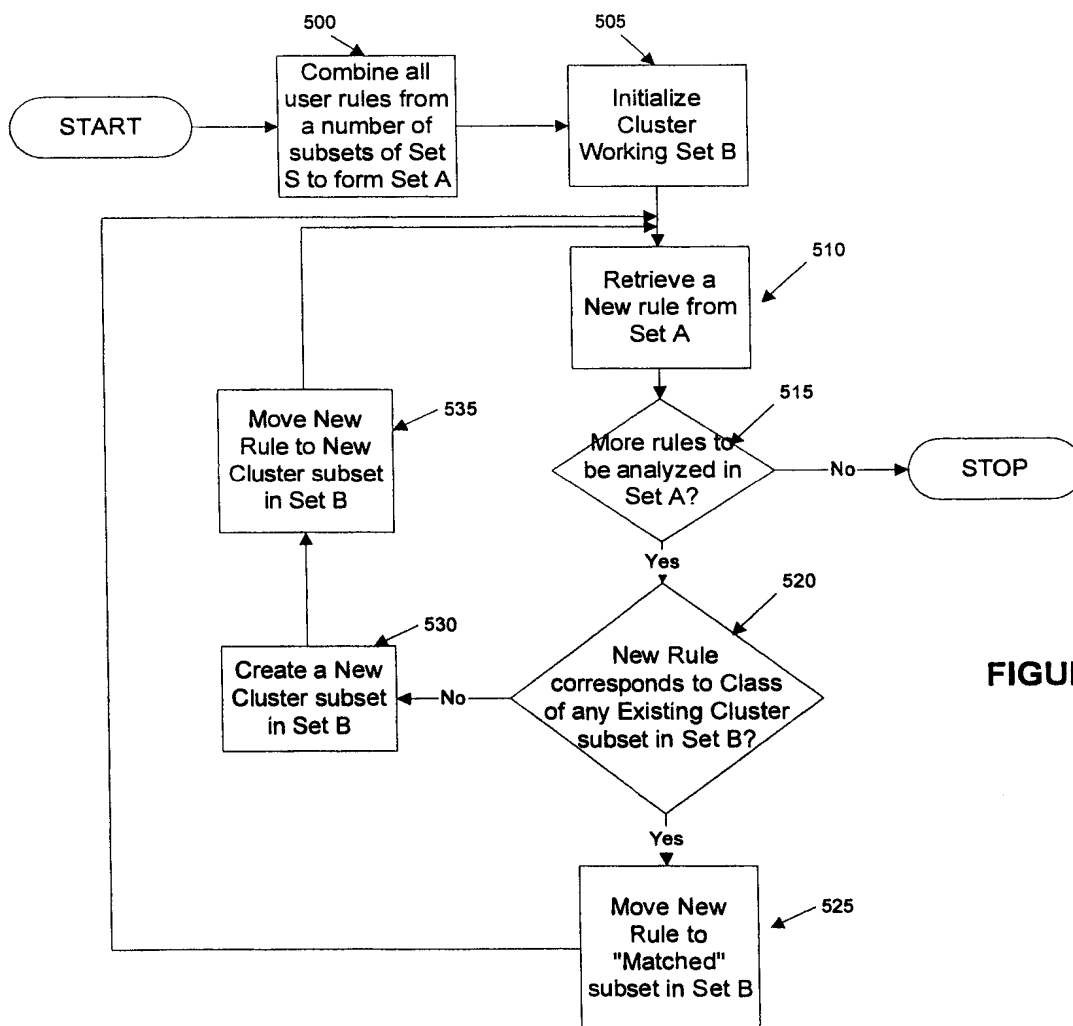 500
Combine all
user rules from
a number of
subsets of Set
S to form Set A
505
Initialize
Cluster
Working Set B
START
510
Retrieve a
New rule from
Set A
515
More rules to
be analyzed in
Set A?
No
STOP
535
Move New
Rule to New
Cluster subset
in Set B
Yes
520
New Rule
corresponds to Class
of any Existing Cluster
subset in Set B?
No
530
Create a New
Cluster subset
in Set B
Yes
525
Move New
Rule to
"Matched"
subset in Set B